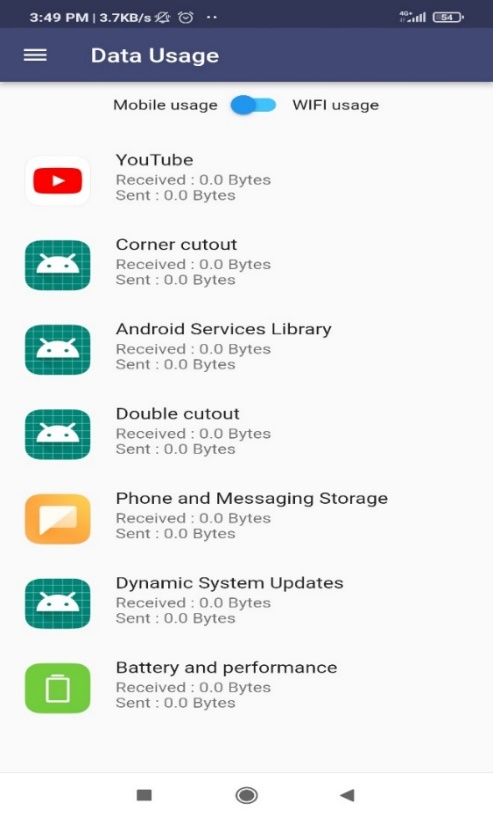 3:49 PM | 3.7KB/s
4G+
54
Data Usage
Mobile usage WIFI usage
YouTube
Received : 0.0 Bytes
Sent : 0.0 Bytes
Corner cutout
Received : 0.0 Bytes
Sent : 0.0 Bytes
Android Services Library
Received : 0.0 Bytes
Sent : 0.0 Bytes
Double cutout
Received : 0.0 Bytes
Sent : 0.0 Bytes
Phone and Messaging Storage
Received : 0.0 Bytes
Sent : 0.0 Bytes
Dynamic System Updates
Received : 0.0 Bytes
Sent : 0.0 Bytes
Battery and performance
Received : 0.0 Bytes
Sent : 0.0 Bytes